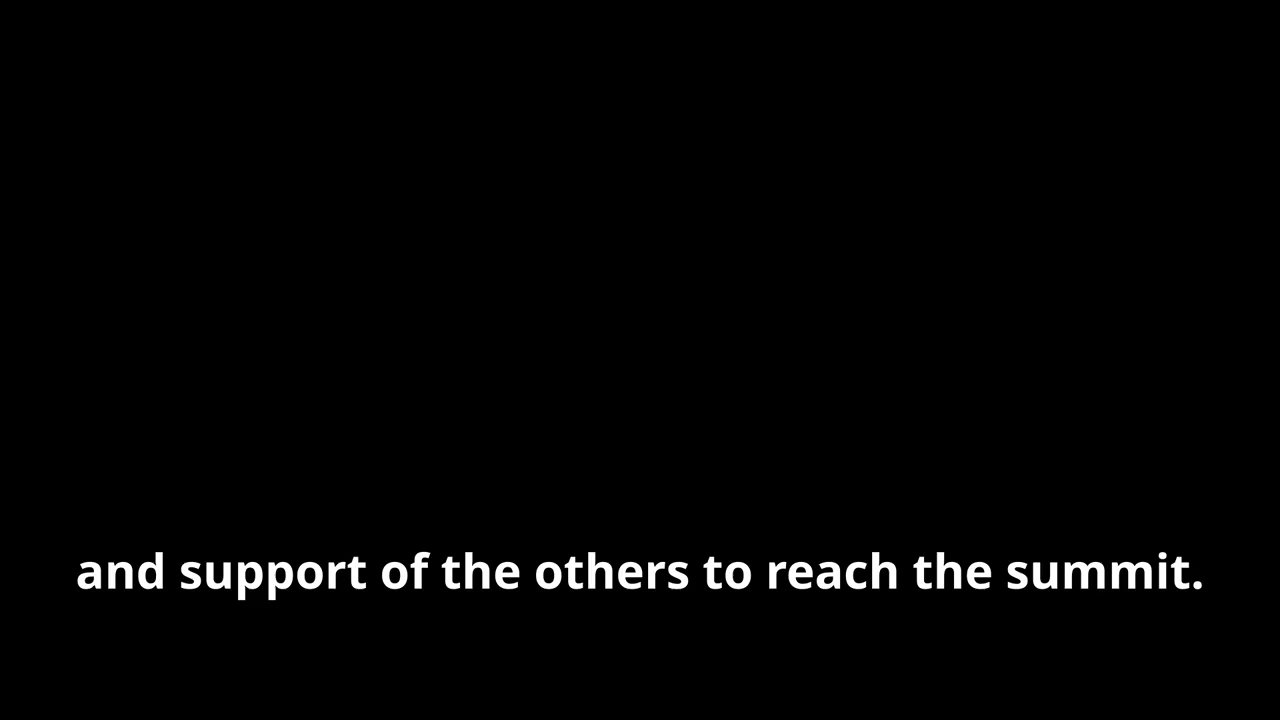 and support of the others to reach the summit.